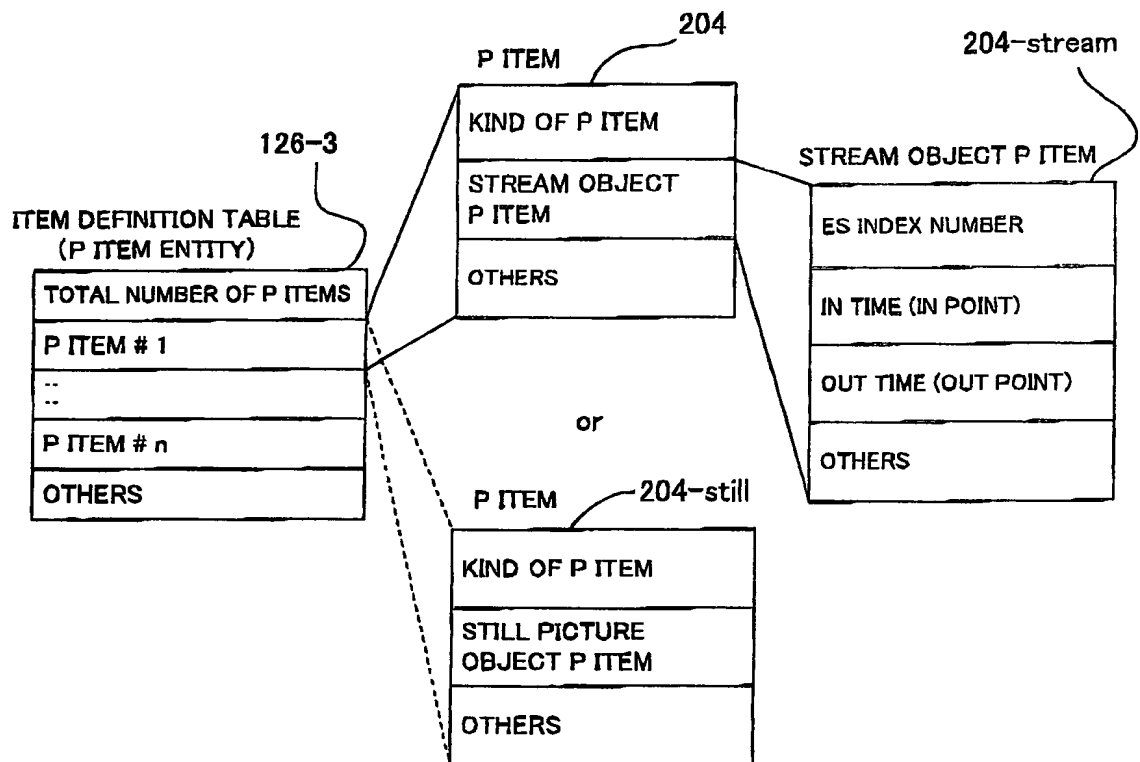 126-3
ITEM DEFINITION TABLE
(P ITEM ENTITY)
TOTAL NUMBER OF P ITEMS
P ITEM # 1
::
P ITEM # n
OTHERS
204
P ITEM
KIND OF P ITEM
STREAM OBJECT
P ITEM
OTHERS
204-stream
STREAM OBJECT P ITEM
ES INDEX NUMBER
IN TIME (IN POINT)
OUT TIME (OUT POINT)
OTHERS
or
204-still
P ITEM
KIND OF P ITEM
STILL PICTURE
OBJECT P ITEM
OTHERS